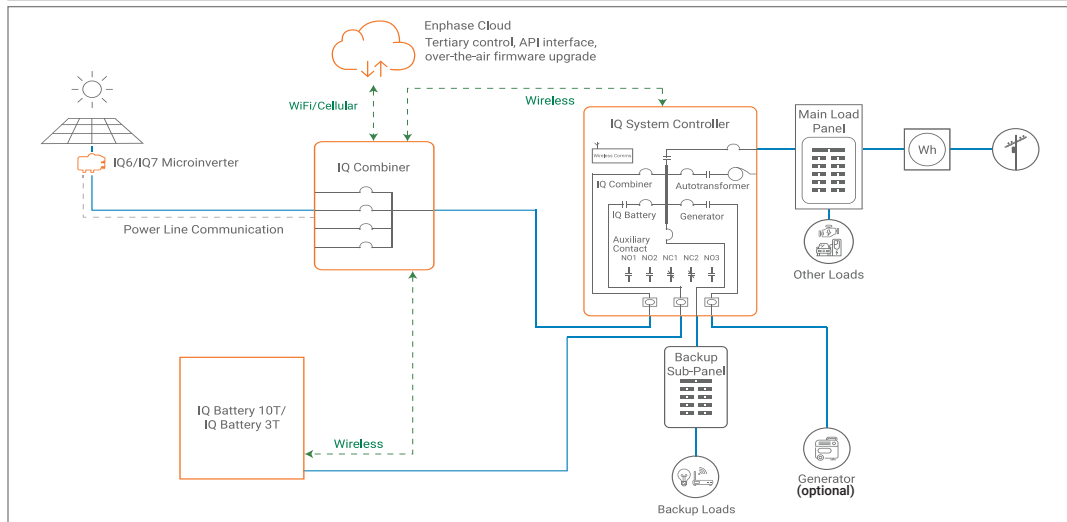 Enphase Cloud
Tertiary control, API interface,
over-the-air firmware upgrade
WiFi/Cellular
Wireless
IQ6/IQ7 Microinverter
IQ Combiner
Power Line Communication
IQ System Controller
Wireless Comms
IQ Combiner
Autotransformer
IQ Battery
Generator
Auxiliary
Contact
NO1 NO2 NC1 NC2 NO3
Main Load
Panel
Wh
Other Loads
IQ Battery 10T/
IQ Battery 3T
Wireless
Backup
Sub-Panel
Backup Loads
Generator
(optional)